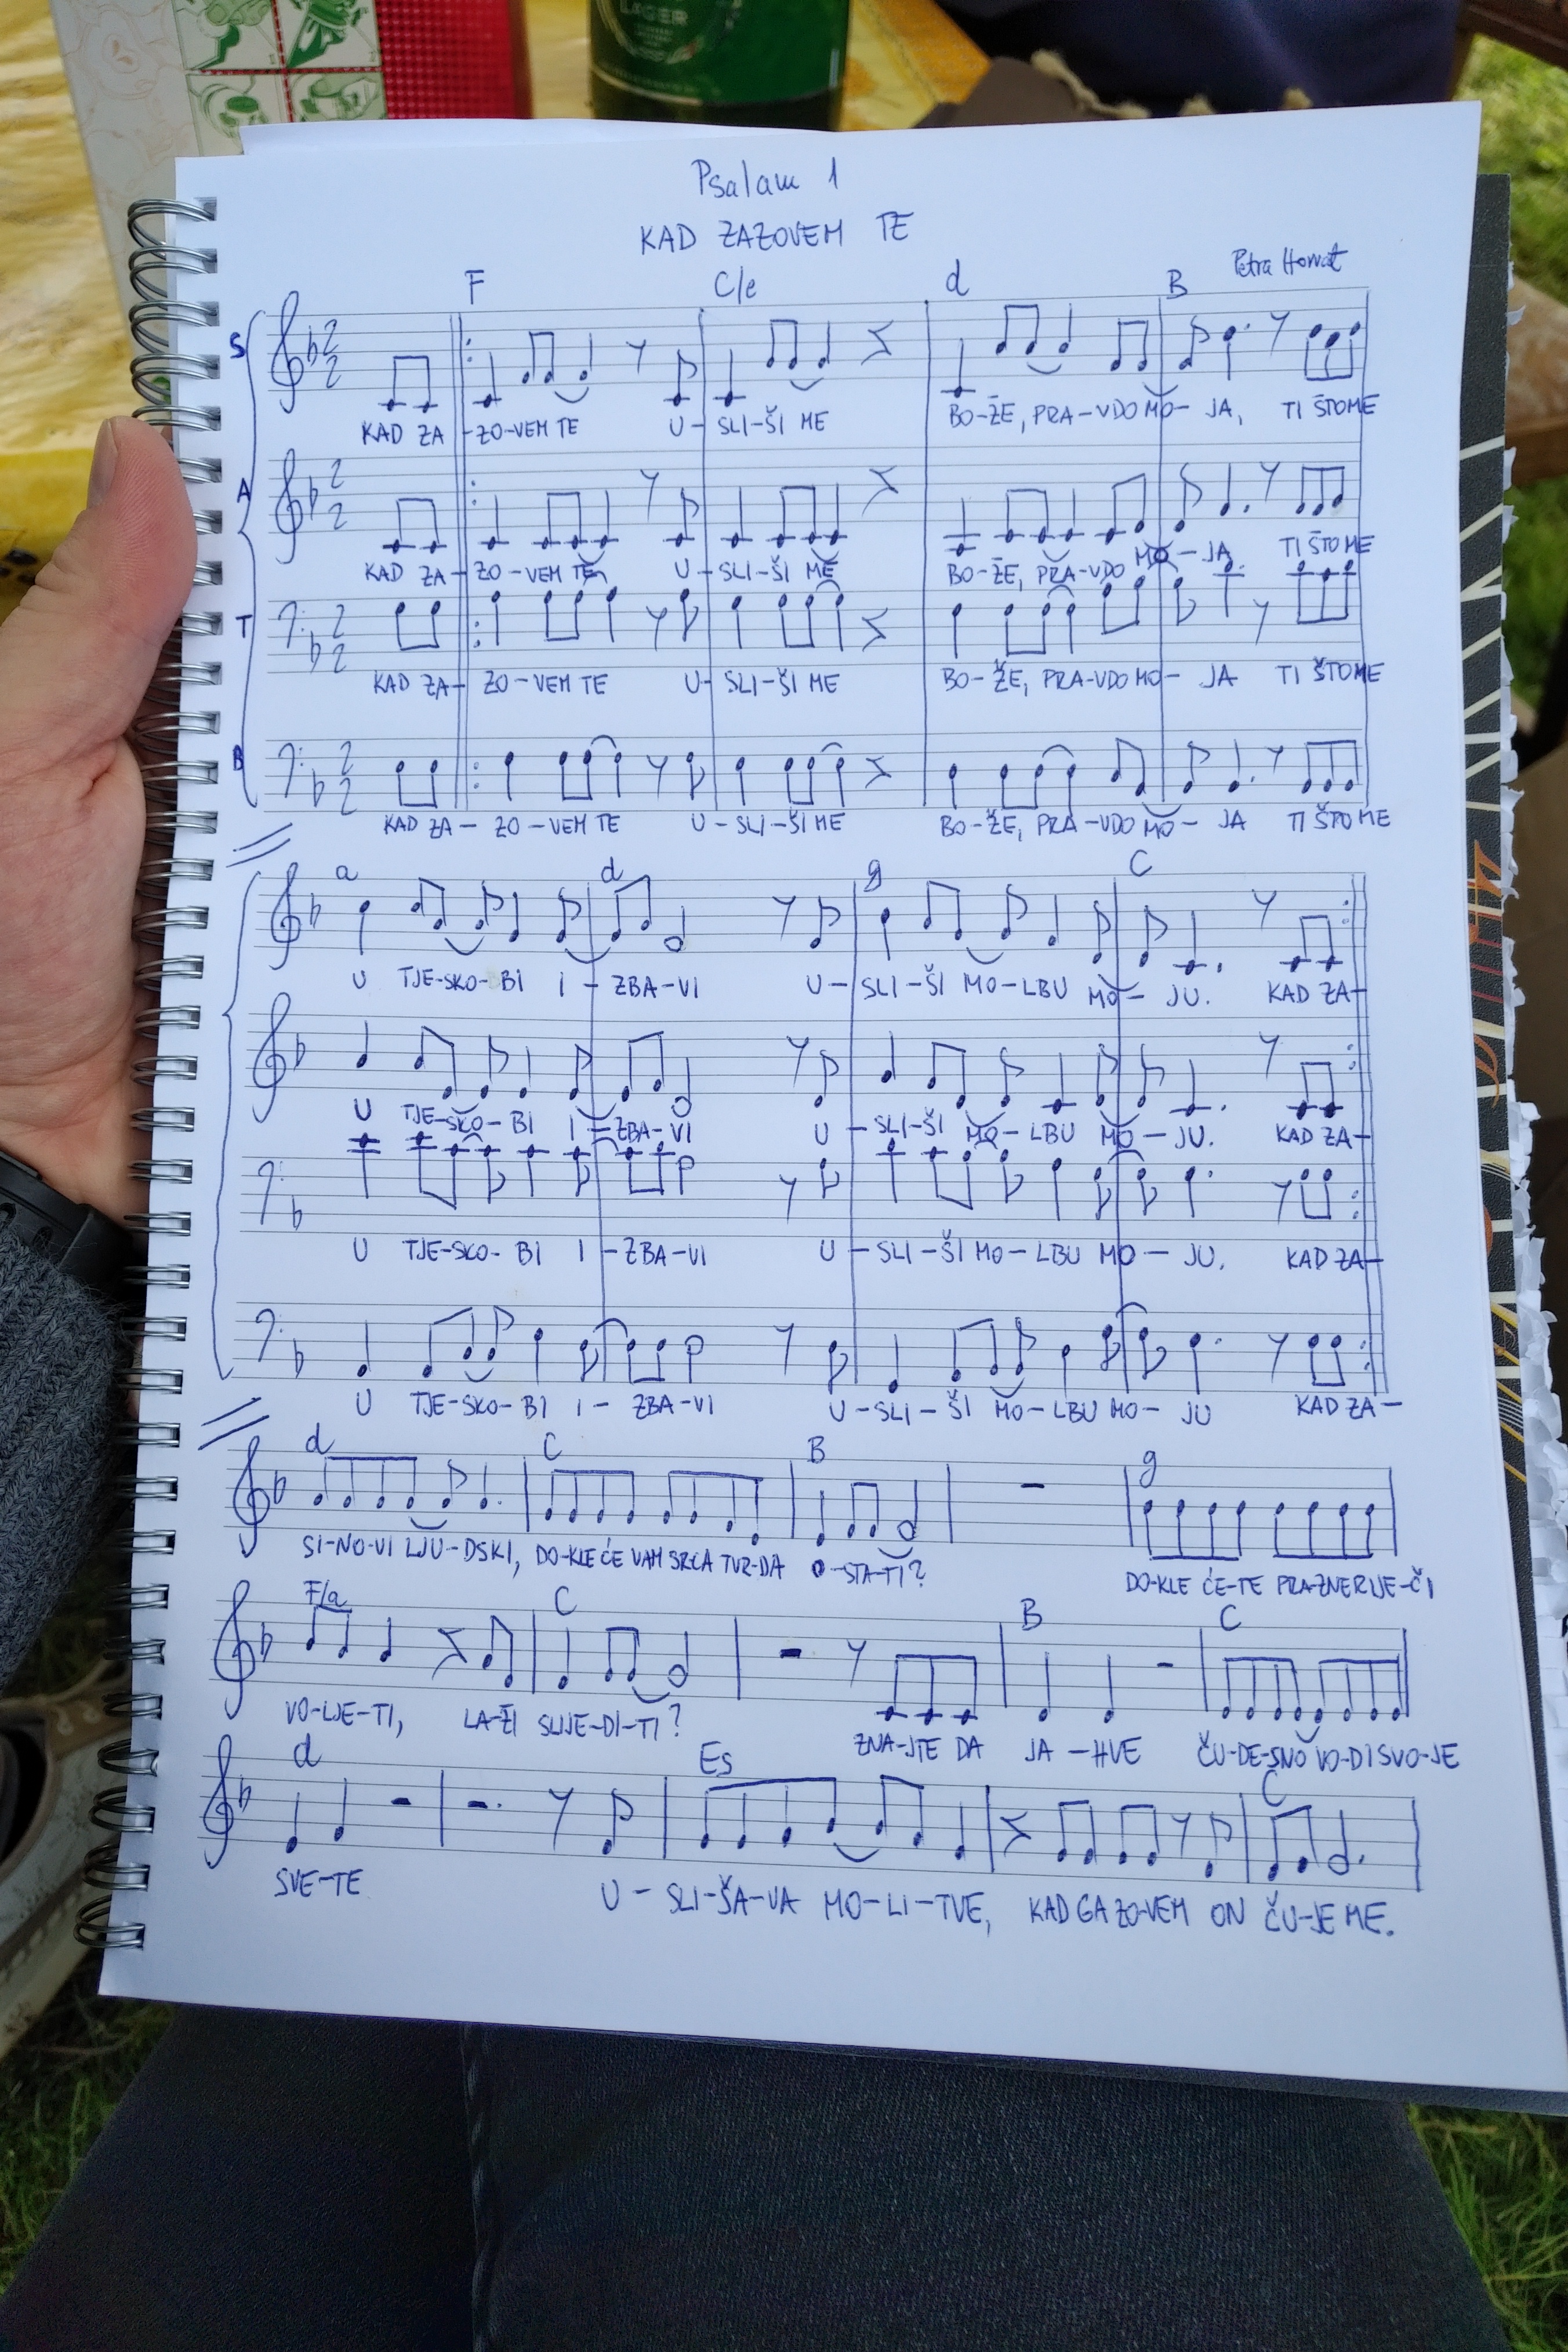 LAGER
Psalam 1
KAD ZAZOVEM TE
Petra Horvat
F C/e d B
S
KAD ZA-ZO-VEM TE U-SLI-ŠI ME BO-ŽE, PRA-VDO MO-JA, TI ŠTO ME
A
KAD ZA-ZO-VEM TE U-SLI-ŠI ME BO-ŽE, PRA-VDO MO-JA. TI ŠTO ME
T
KAD ZA-ZO-VEM TE U-SLI-ŠI ME BO-ŽE, PRA-VDO MO-JA TI ŠTO ME
B
KAD ZA-ZO-VEM TE U-SLI-ŠI ME BO-ŽE, PRA-VDO MO-JA TI ŠTO ME
a d g C
U TJE-SKO-BI I-ZBA-VI U-SLI-ŠI MO-LBU MO-JU. KAD ZA-
U TJE-SKO-BI I-ZBA-VI U-SLI-ŠI MO-LBU MO-JU. KAD ZA-
U TJE-SKO-BI I-ZBA-VI U-SLI-ŠI MO-LBU MO-JU. KAD ZA-
U TJE-SKO-BI I-ZBA-VI U-SLI-ŠI MO-LBU MO-JU KAD ZA-
d C B g
SI-NO-VI LJU-DSKI, DO-KLE ĆE VAM SRCA TVR-DA O-STA-TI? DO-KLE ĆE-TE PRAZNE RIJE-ČI
F/a C B C
VO-LJE-TI, LA-ŽI SLIJE-DI-TI? ZNA-JTE DA JA-HVE ČU-DE-SNO VO-DI SVO-JE
d Es C
SVE-TE U-SLI-ŠA-VA MO-LI-TVE, KAD GA ZO-VEM ON ČU-JE ME.